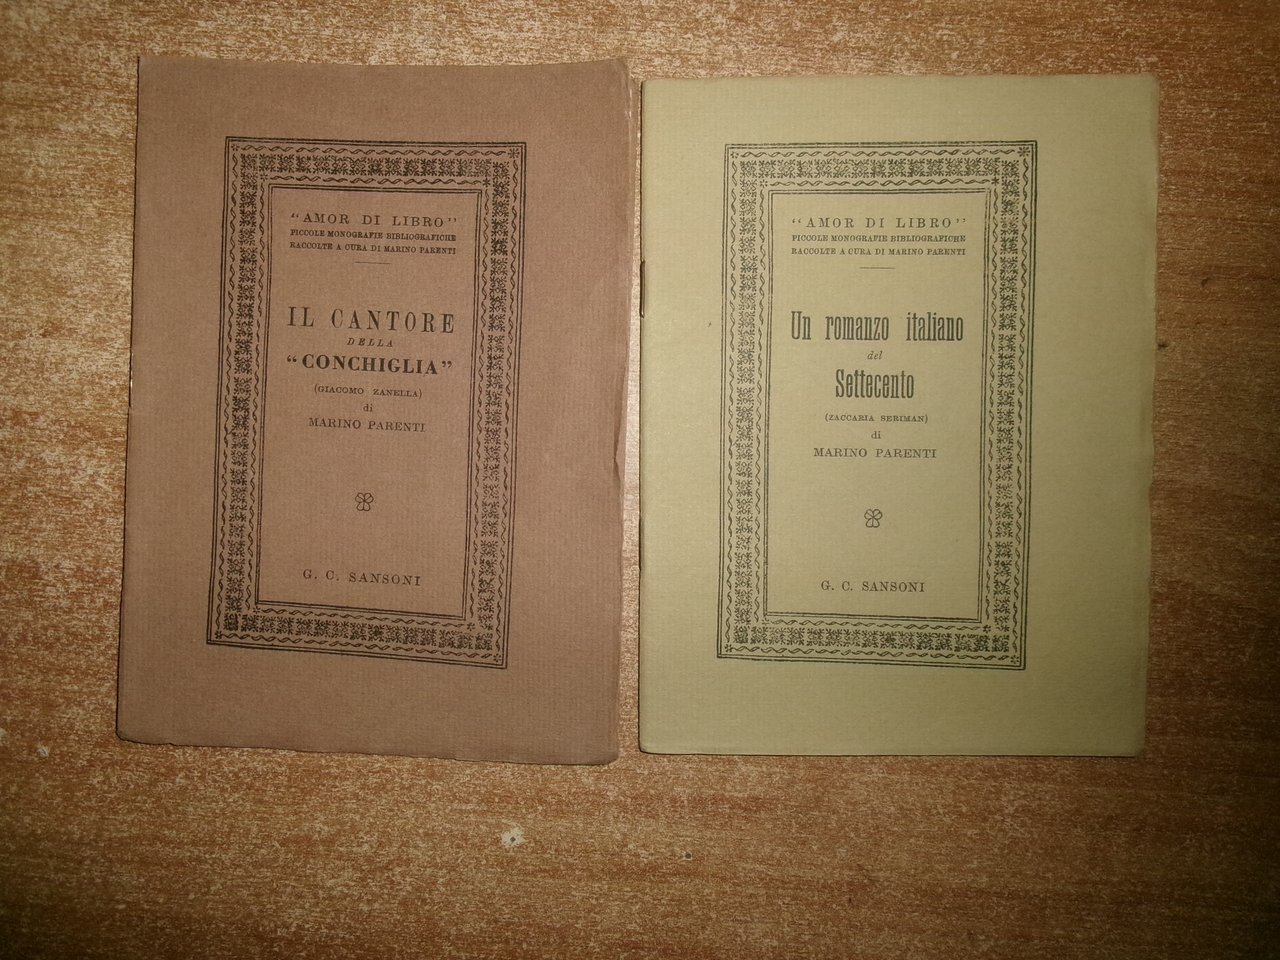 “AMOR DI LIBRO”
PICCOLE MONOGRAFIE BIBLIOGRAFICHE
RACCOLTE A CURA DI MARINO PARENTI
IL CANTORE
DELLA
“CONCHIGLIA”
(GIACOMO ZANELLA)
di
MARINO PARENTI
G. C. SANSONI
“AMOR DI LIBRO”
PICCOLE MONOGRAFIE BIBLIOGRAFICHE
RACCOLTE A CURA DI MARINO PARENTI
Un romanzo italiano
del
Settecento
(ZACCARIA SERIMAN)
di
MARINO PARENTI
G. C. SANSONI